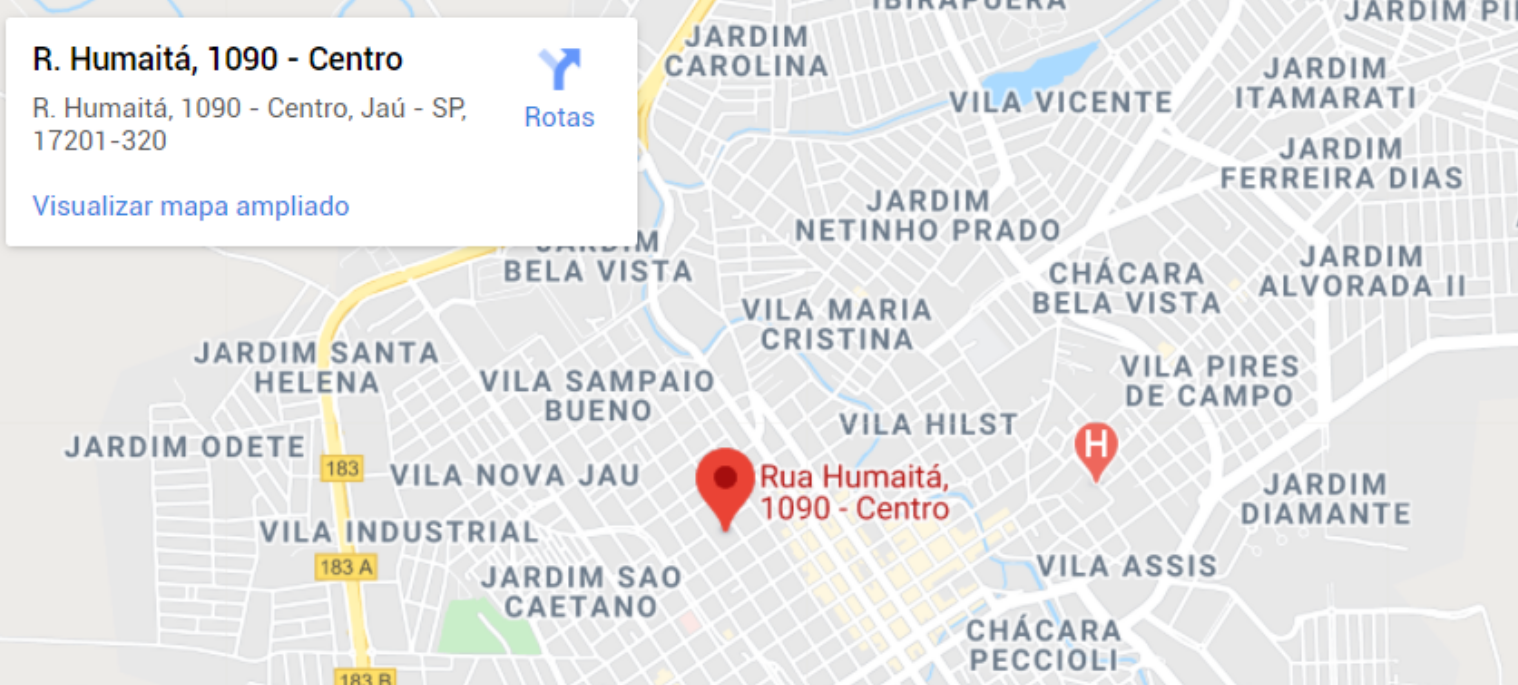 R. Humaitá, 1090 - Centro
R. Humaitá, 1090 - Centro, Jaú - SP,
17201-320
Rotas
Visualizar mapa ampliado
IBIRAPUERA
JARDIM
CAROLINA
VILA VICENTE
JARDIM
ITAMARATI
JARDIM
FERREIRA DIAS
JARDIM
NETINHO PRADO
JARDIM
BELA VISTA
CHÁCARA
BELA VISTA
JARDIM
ALVORADA II
VILA MARIA
CRISTINA
JARDIM SANTA
HELENA
VILA SAMPAIO
BUENO
VILA PIRES
DE CAMPO
VILA HILST
H
JARDIM ODETE
183
VILA NOVA JAU
Rua Humaitá,
1090 - Centro
JARDIM
DIAMANTE
VILA INDUSTRIAL
183 A
JARDIM SAO
CAETANO
VILA ASSIS
CHÁCARA
PECCIOLI
183 B